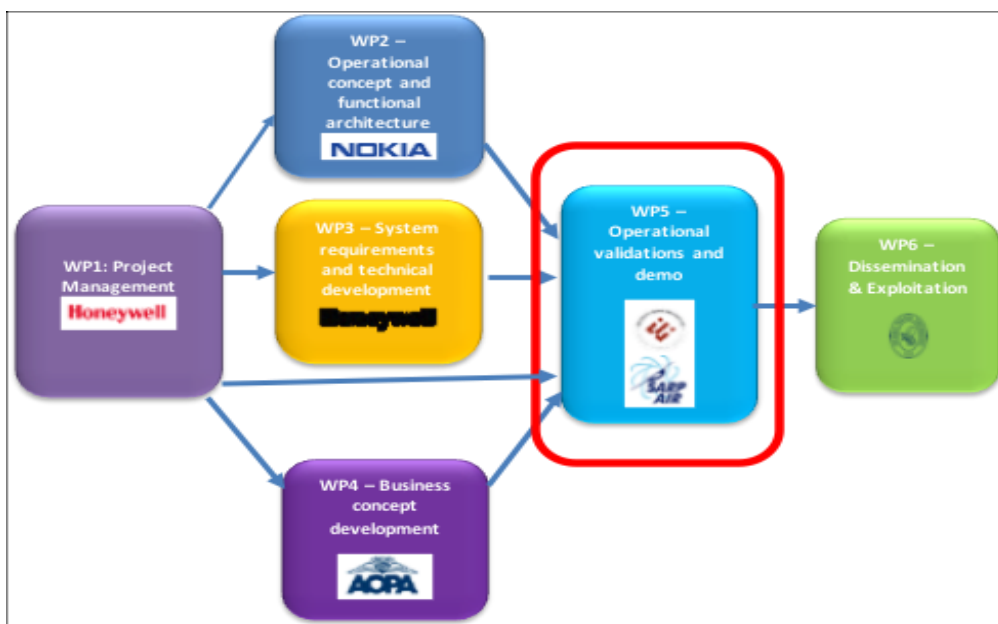 WP2 –
Operational
concept and
functional
architecture
NOKIA
WP1: Project
Management
Honeywell
WP3 – System
requirements
and technical
development
Honeywell
WP4 – Business
concept
development
AOPA
WP5 –
Operational
validations and
demo
SARP
AIR
WP6 –
Dissemination
& Exploitation